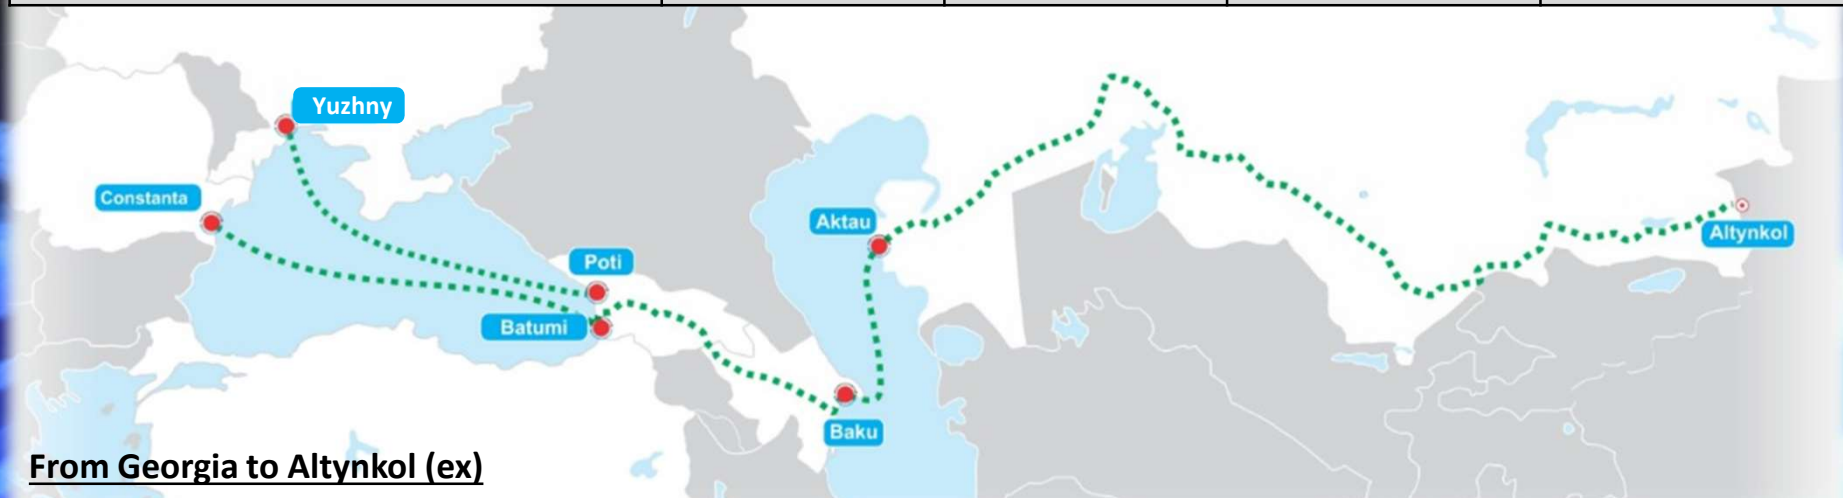 Yuzhny
Constanta
Aktau
Altynkol
Poti
Batumi
Baku
From Georgia to Altynkol (ex)